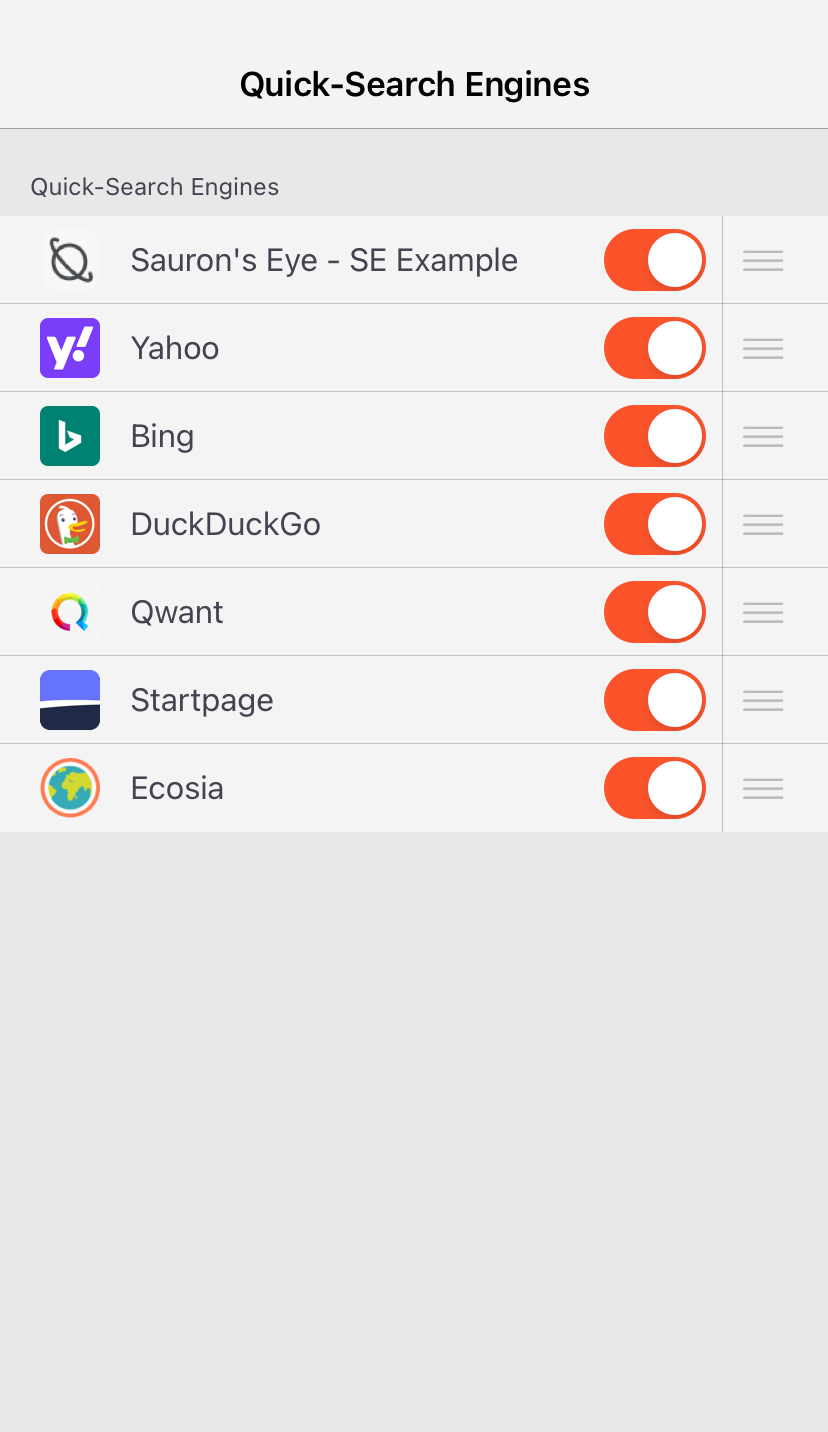 Quick-Search Engines
Quick-Search Engines
Sauron's Eye - SE Example
Yahoo
Bing
DuckDuckGo
Qwant
Startpage
Ecosia